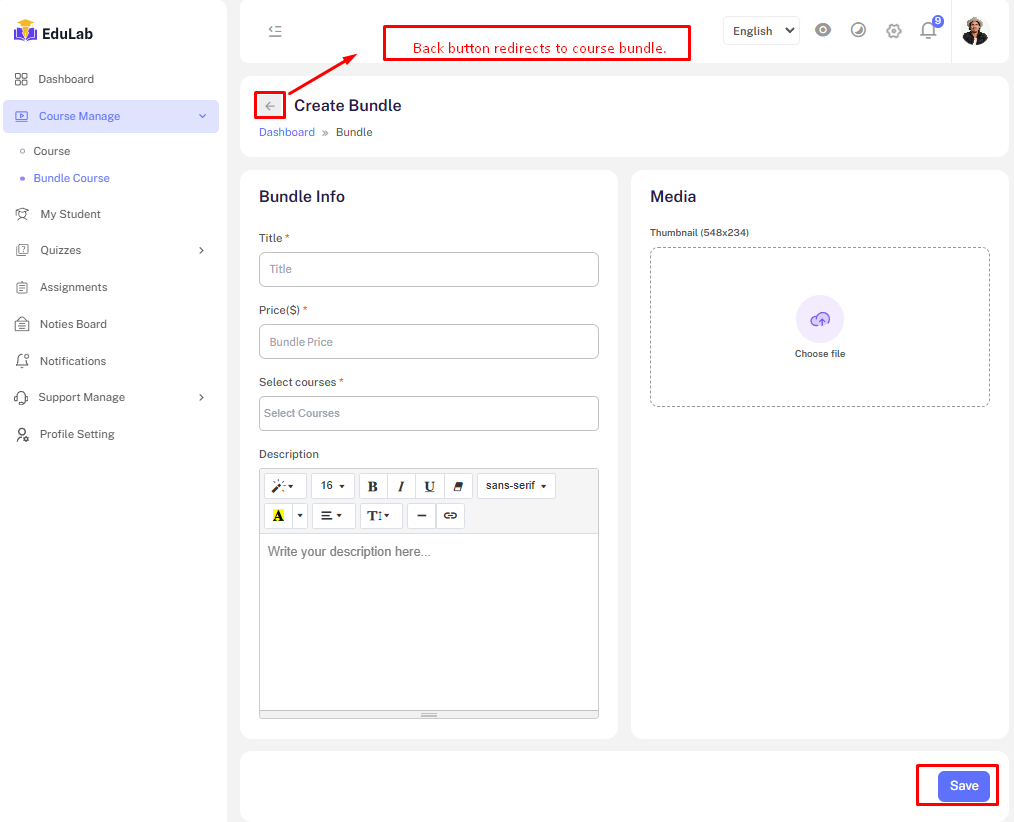 EduLab
Dashboard
Course Manage
Course
Bundle Course
My Student
Quizzes
Assignments
Noties Board
Notifications
Support Manage
Profile Setting
Back button redirects to course bundle.
English
9
Create Bundle
Dashboard » Bundle
Bundle Info
Title *
Title
Price($) *
Bundle Price
Select courses *
Select Courses
Description
16 B I U sans-serif
A T
Write your description here...
Media
Thumbnail (548x234)
Choose file
Save